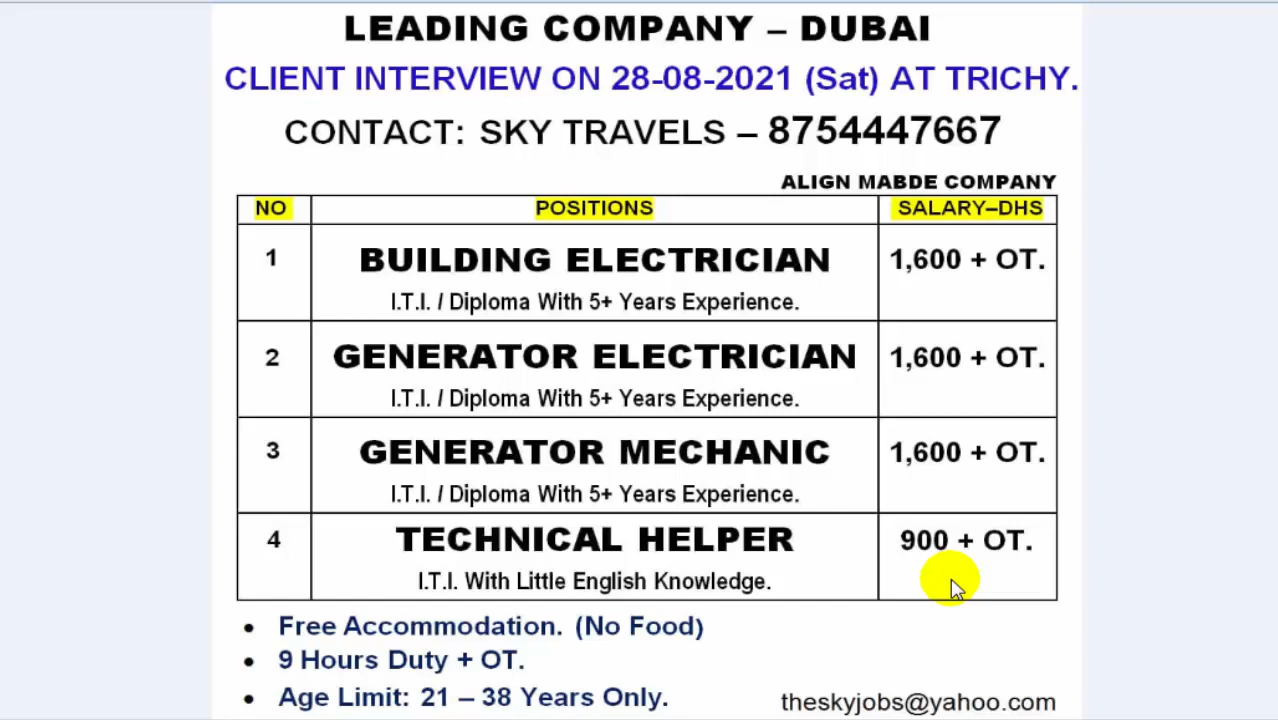 LEADING COMPANY – DUBAI
CLIENT INTERVIEW ON 28-08-2021 (Sat) AT TRICHY.
CONTACT: SKY TRAVELS – 8754447667
ALIGN MABDE COMPANY
NO POSITIONS SALARY–DHS
1 BUILDING ELECTRICIAN 1,600 + OT.
I.T.I. / Diploma With 5+ Years Experience.
2 GENERATOR ELECTRICIAN 1,600 + OT.
I.T.I. / Diploma With 5+ Years Experience.
3 GENERATOR MECHANIC 1,600 + OT.
I.T.I. / Diploma With 5+ Years Experience.
4 TECHNICAL HELPER 900 + OT.
I.T.I. With Little English Knowledge.
• Free Accommodation. (No Food)
• 9 Hours Duty + OT.
• Age Limit: 21 – 38 Years Only.
theskyjobs@yahoo.com